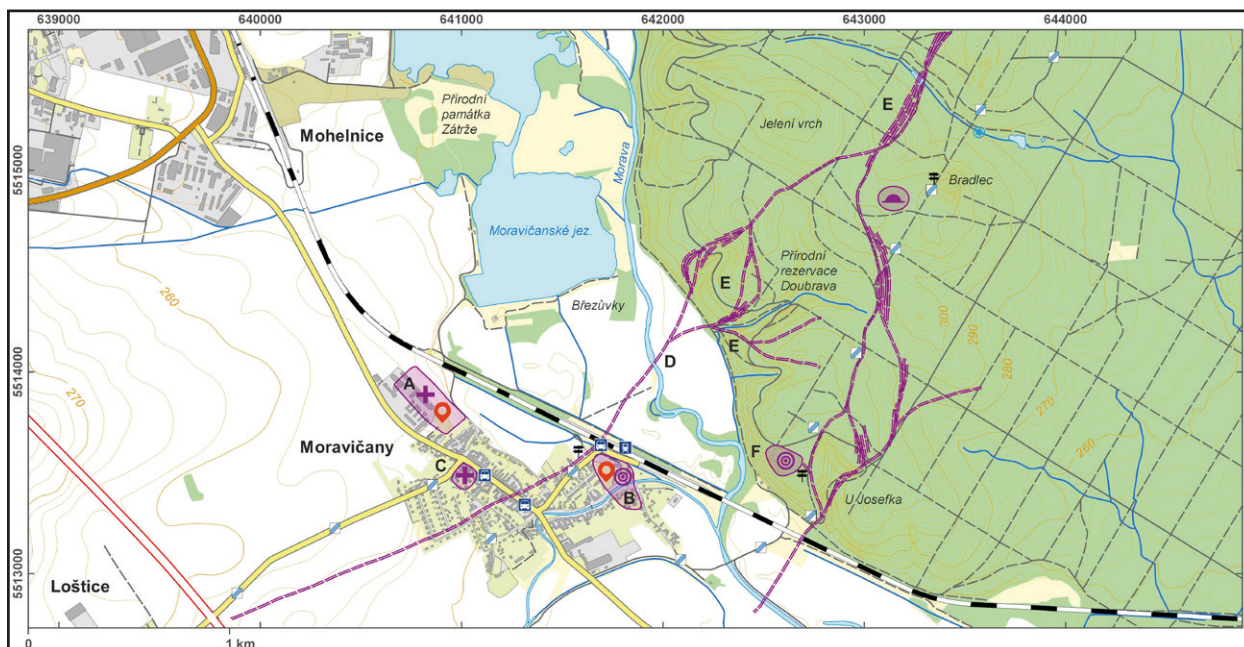 639000
640000
641000
642000
643000
644000
5515000
5514000
5513000
Mohelnice
Přírodní
památka
Zátrže
Morava
Jelení vrch
E
Bradlec
Moravičanské jez.
Přírodní
rezervace
Doubrava
E
Březůvky
260
300
290
280
270
260
E
D
270
A
Moravičany
C
B
F
U Josefka
Loštice
0
1 km